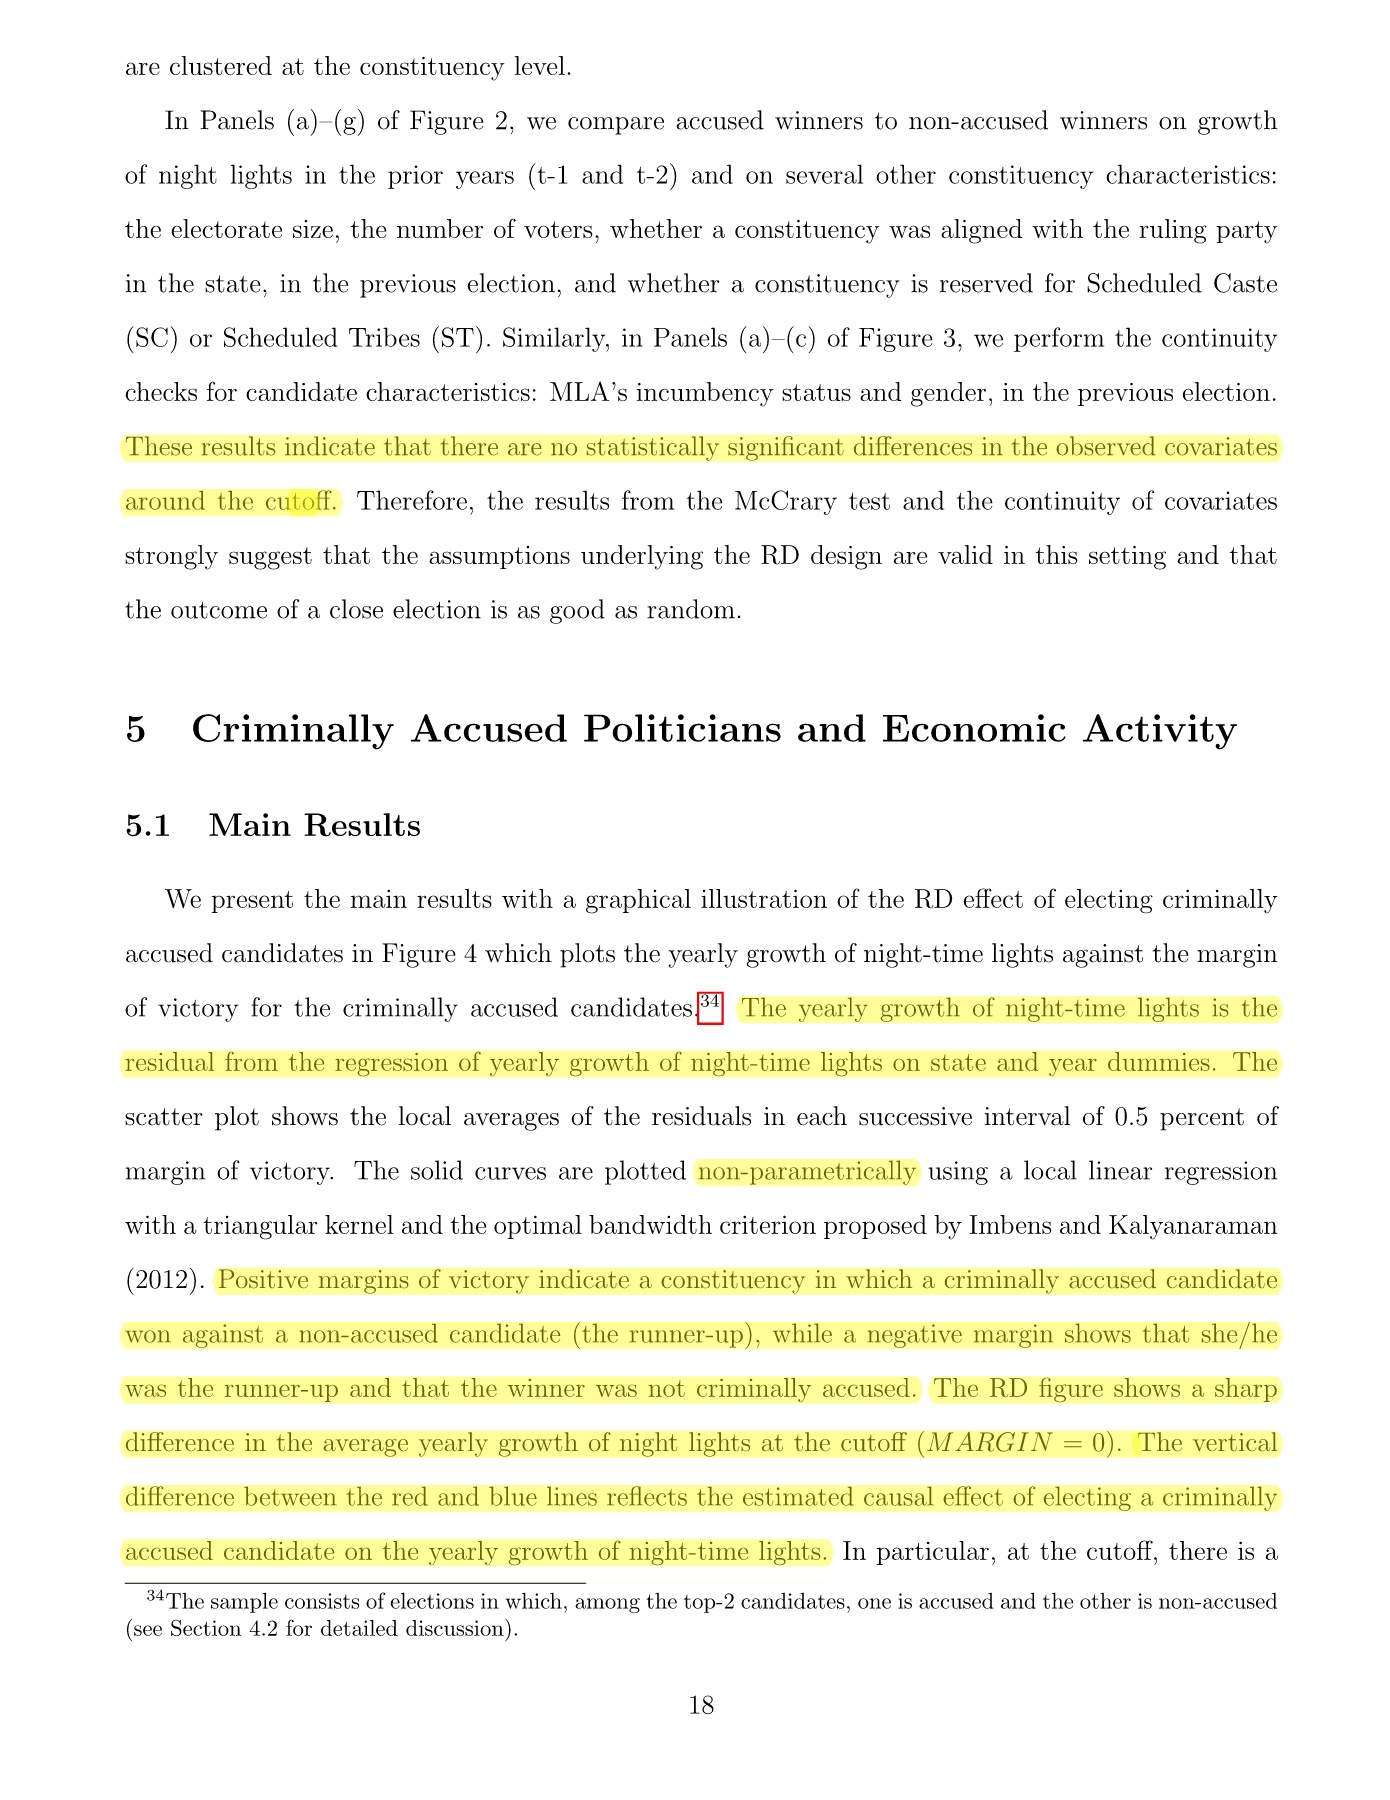 are clustered at the constituency level.
In Panels (a)–(g) of Figure 2, we compare accused winners to non-accused winners on growth
of night lights in the prior years (t-1 and t-2) and on several other constituency characteristics:
the electorate size, the number of voters, whether a constituency was aligned with the ruling party
in the state, in the previous election, and whether a constituency is reserved for Scheduled Caste
(SC) or Scheduled Tribes (ST). Similarly, in Panels (a)–(c) of Figure 3, we perform the continuity
checks for candidate characteristics: MLA's incumbency status and gender, in the previous election.
These results indicate that there are no statistically significant differences in the observed covariates
around the cutoff. Therefore, the results from the McCrary test and the continuity of covariates
strongly suggest that the assumptions underlying the RD design are valid in this setting and that
the outcome of a close election is as good as random.
5 Criminally Accused Politicians and Economic Activity
5.1 Main Results
We present the main results with a graphical illustration of the RD effect of electing criminally
accused candidates in Figure 4 which plots the yearly growth of night-time lights against the margin
of victory for the criminally accused candidates.34 The yearly growth of night-time lights is the
residual from the regression of yearly growth of night-time lights on state and year dummies. The
scatter plot shows the local averages of the residuals in each successive interval of 0.5 percent of
margin of victory. The solid curves are plotted non-parametrically using a local linear regression
with a triangular kernel and the optimal bandwidth criterion proposed by Imbens and Kalyanaraman
(2012). Positive margins of victory indicate a constituency in which a criminally accused candidate
won against a non-accused candidate (the runner-up), while a negative margin shows that she/he
was the runner-up and that the winner was not criminally accused. The RD figure shows a sharp
difference in the average yearly growth of night lights at the cutoff (MARGIN = 0). The vertical
difference between the red and blue lines reflects the estimated causal effect of electing a criminally
accused candidate on the yearly growth of night-time lights. In particular, at the cutoff, there is a
34The sample consists of elections in which, among the top-2 candidates, one is accused and the other is non-accused
(see Section 4.2 for detailed discussion).
18